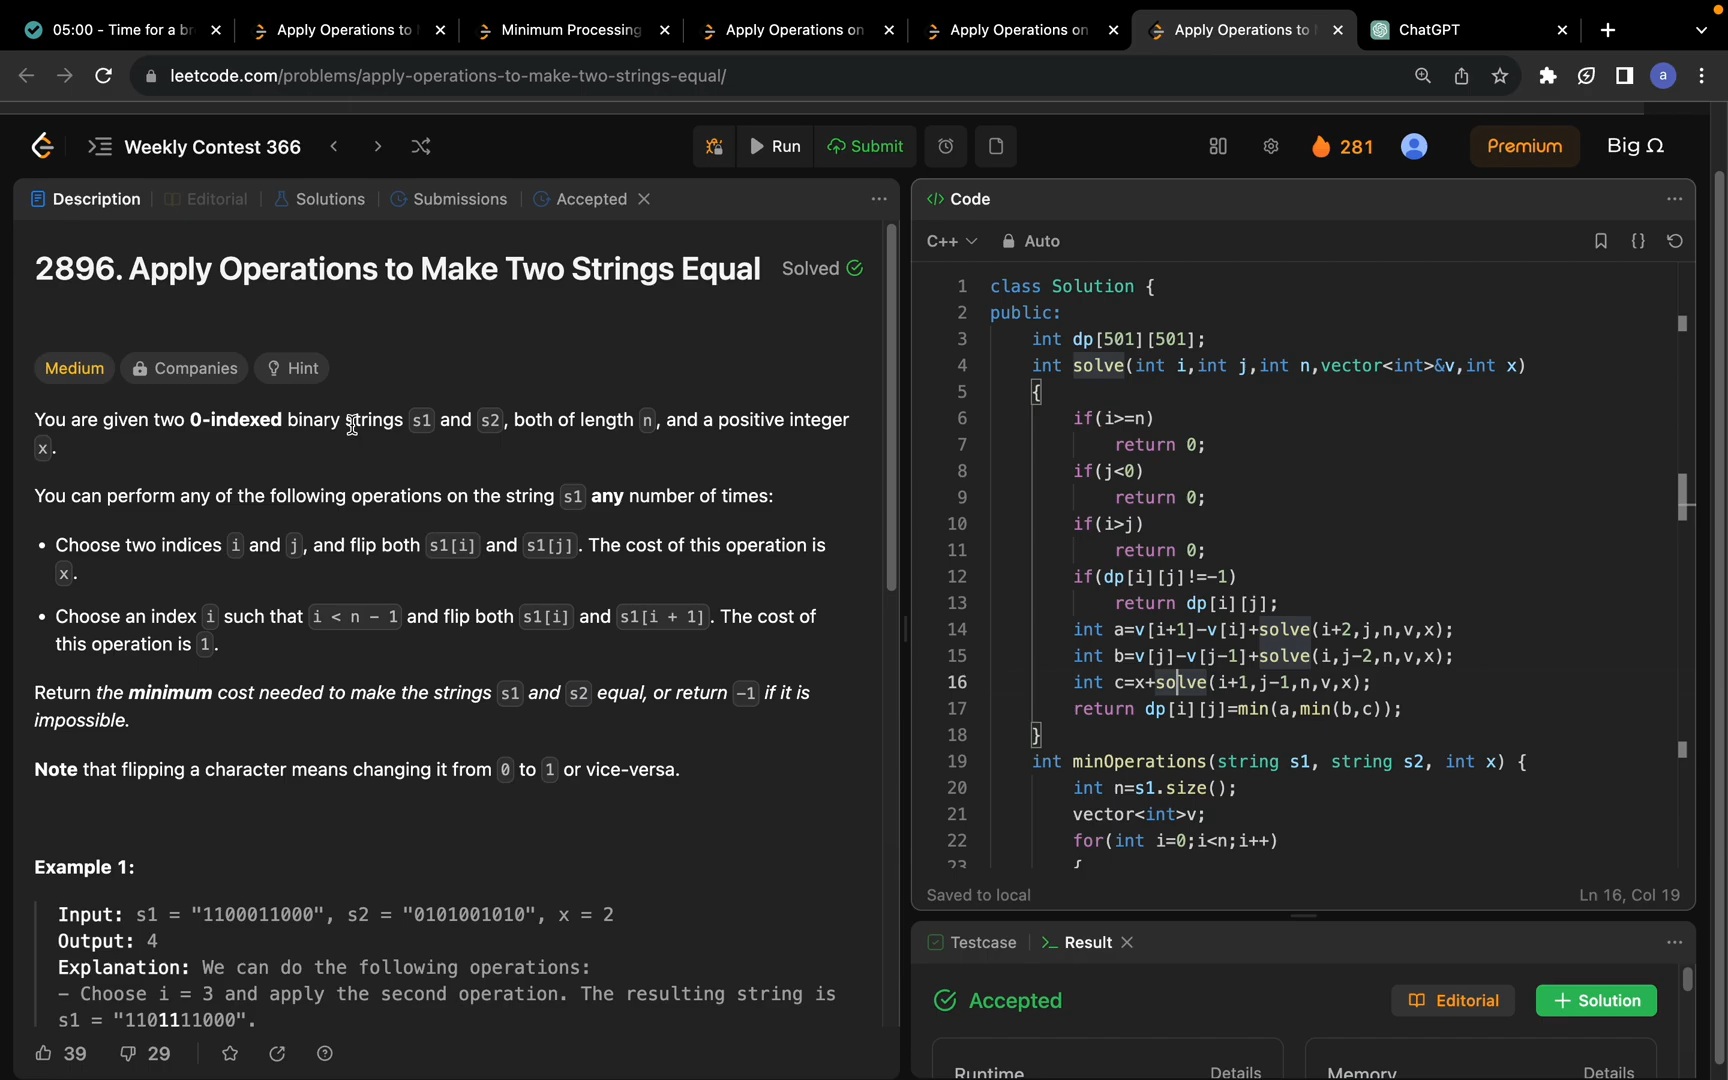 05:00 - Time for a br
Apply Operations to
Minimum Processing
Apply Operations on
Apply Operations on
Apply Operations to
ChatGPT
leetcode.com/problems/apply-operations-to-make-two-strings-equal/
a
Weekly Contest 366
Run
Submit
281
Premium
Big Ω
Description
Editorial
Solutions
Submissions
Accepted
2896. Apply Operations to Make Two Strings Equal
Solved
Medium
Companies
Hint
You are given two 0-indexed binary strings s1 and s2, both of length n, and a positive integer
x.
You can perform any of the following operations on the string s1 any number of times:
• Choose two indices i and j, and flip both s1[i] and s1[j]. The cost of this operation is
x.
• Choose an index i such that i < n - 1 and flip both s1[i] and s1[i + 1]. The cost of
this operation is 1.
Return the minimum cost needed to make the strings s1 and s2 equal, or return -1 if it is
impossible.
Note that flipping a character means changing it from 0 to 1 or vice-versa.
Example 1:
Input: s1 = "1100011000", s2 = "0101001010", x = 2
Output: 4
Explanation: We can do the following operations:
- Choose i = 3 and apply the second operation. The resulting string is
s1 = "1101111000".
39
29
Code
C++
Auto
1 class Solution {
2 public:
3 int dp[501][501];
4 int solve(int i,int j,int n,vector<int>&v,int x)
5 {
6 if(i>=n)
7 return 0;
8 if(j<0)
9 return 0;
10 if(i>j)
11 return 0;
12 if(dp[i][j]!=-1)
13 return dp[i][j];
14 int a=v[i+1]-v[i]+solve(i+2,j,n,v,x);
15 int b=v[j]-v[j-1]+solve(i,j-2,n,v,x);
16 int c=x+solve(i+1,j-1,n,v,x);
17 return dp[i][j]=min(a,min(b,c));
18 }
19 int minOperations(string s1, string s2, int x) {
20 int n=s1.size();
21 vector<int>v;
22 for(int i=0;i<n;i++)
23 {
Saved to local
Ln 16, Col 19
Testcase
Result
Accepted
Editorial
Solution
Runtime
Details
Memory
Details